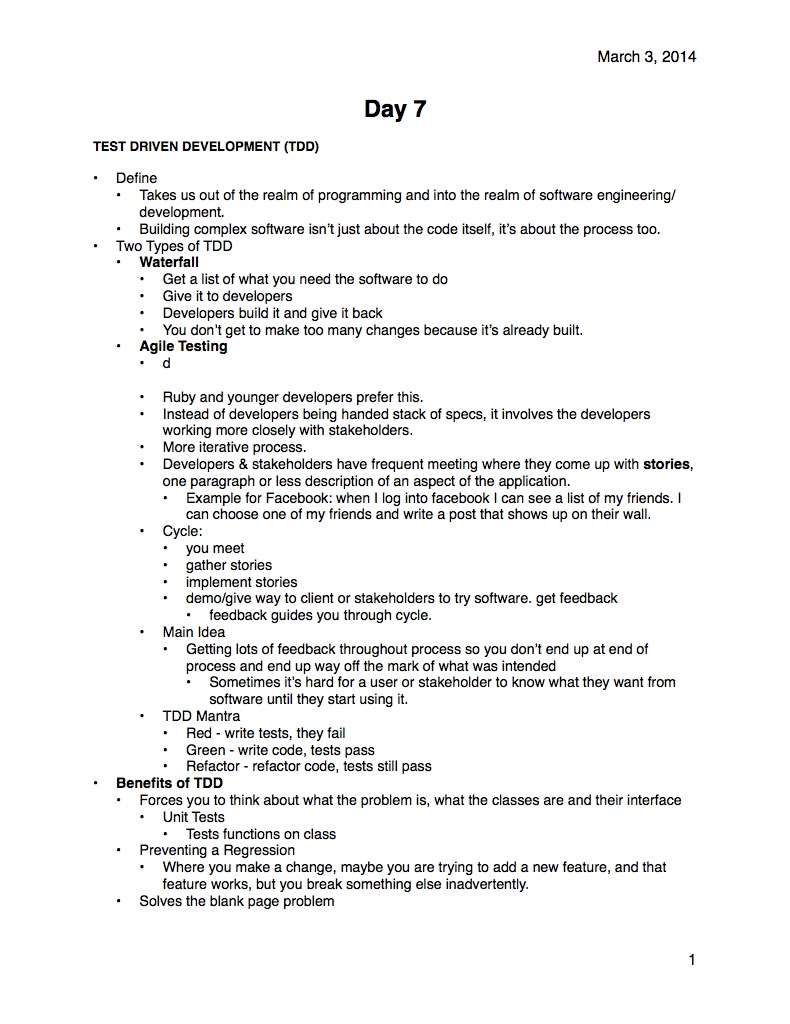 March 3, 2014
Day 7
TEST DRIVEN DEVELOPMENT (TDD)
• Define
• Takes us out of the realm of programming and into the realm of software engineering/
development.
• Building complex software isn't just about the code itself, it's about the process too.
• Two Types of TDD
• Waterfall
• Get a list of what you need the software to do
• Give it to developers
• Developers build it and give it back
• You don't get to make too many changes because it's already built.
• Agile Testing
• d
• Ruby and younger developers prefer this.
• Instead of developers being handed stack of specs, it involves the developers
working more closely with stakeholders.
• More iterative process.
• Developers & stakeholders have frequent meeting where they come up with stories,
one paragraph or less description of an aspect of the application.
• Example for Facebook: when I log into facebook I can see a list of my friends. I
can choose one of my friends and write a post that shows up on their wall.
• Cycle:
• you meet
• gather stories
• implement stories
• demo/give way to client or stakeholders to try software. get feedback
• feedback guides you through cycle.
• Main Idea
• Getting lots of feedback throughout process so you don't end up at end of
process and end up way off the mark of what was intended
• Sometimes it's hard for a user or stakeholder to know what they want from
software until they start using it.
• TDD Mantra
• Red - write tests, they fail
• Green - write code, tests pass
• Refactor - refactor code, tests still pass
• Benefits of TDD
• Forces you to think about what the problem is, what the classes are and their interface
• Unit Tests
• Tests functions on class
• Preventing a Regression
• Where you make a change, maybe you are trying to add a new feature, and that
feature works, but you break something else inadvertently.
• Solves the blank page problem
1